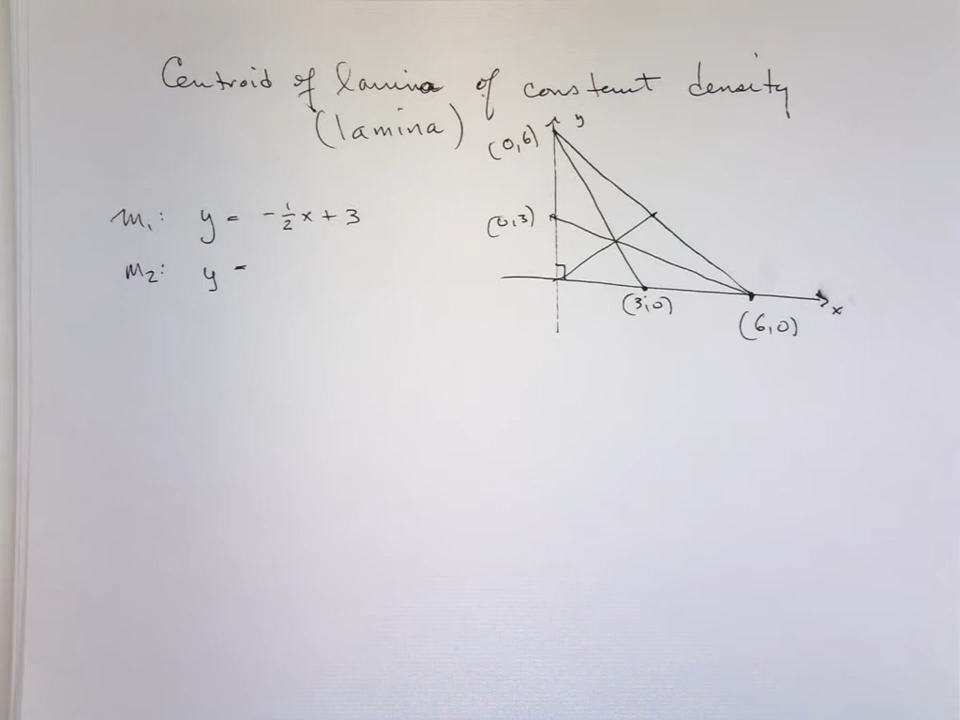 Centroid of lamina of constant density
(lamina)
y
(0,6)
m₁: y = -½x + 3
(0,3)
m₂: y =
(3,0)
x
(6,0)